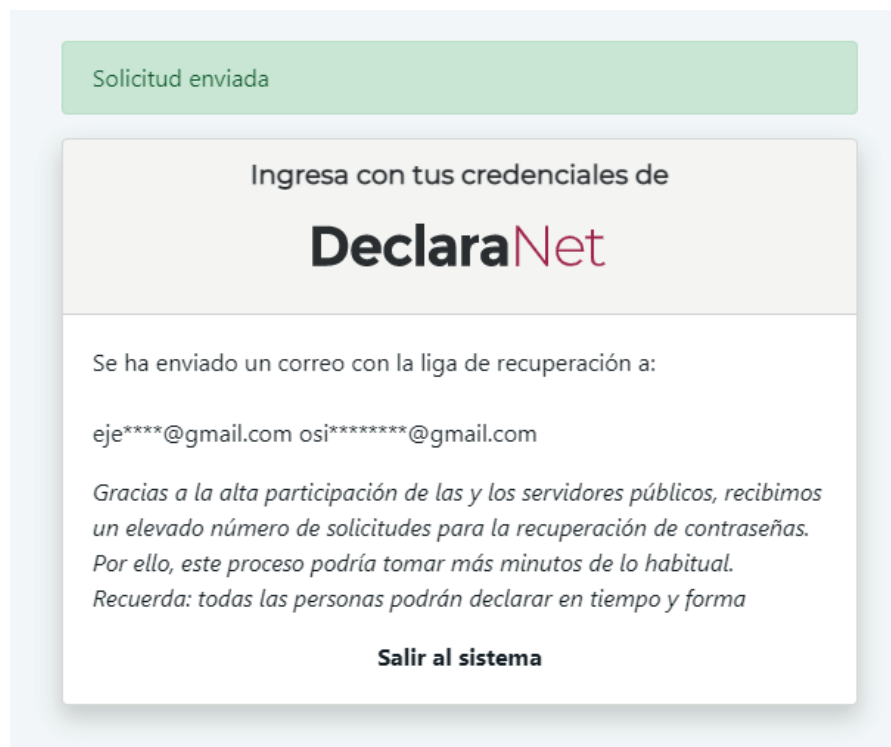 Solicitud enviada
Ingresa con tus credenciales de
DeclaraNet
Se ha enviado un correo con la liga de recuperación a:
eje****@gmail.com osi********@gmail.com
Gracias a la alta participación de las y los servidores públicos, recibimos
un elevado número de solicitudes para la recuperación de contraseñas.
Por ello, este proceso podría tomar más minutos de lo habitual.
Recuerda: todas las personas podrán declarar en tiempo y forma
Salir al sistema